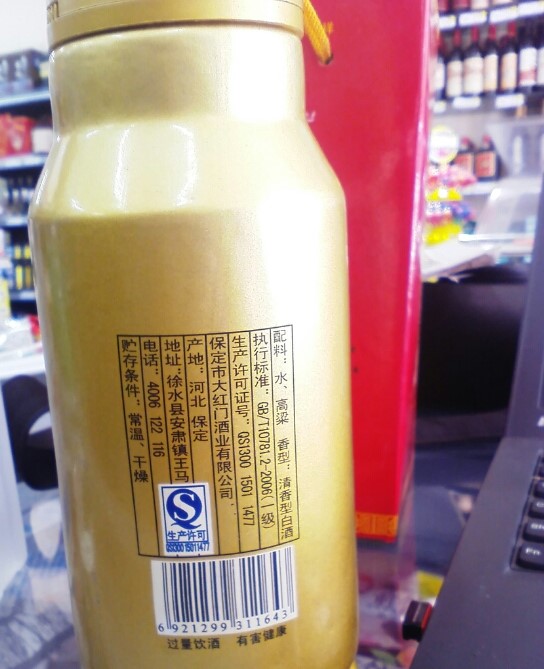 配料：水、高粱 香型：清香型白酒
执行标准：GB/T10781.2-2006(一级)
生产许可证号：QS1300 1501 1477
保定市大红门酒业有限公司
产地：河北 保定
地址：徐水县安肃镇王马
电话：4006 122 116
贮存条件：常温、干燥
生产许可
QS1300 1501 1477
6 921299 311643
过量饮酒 有害健康